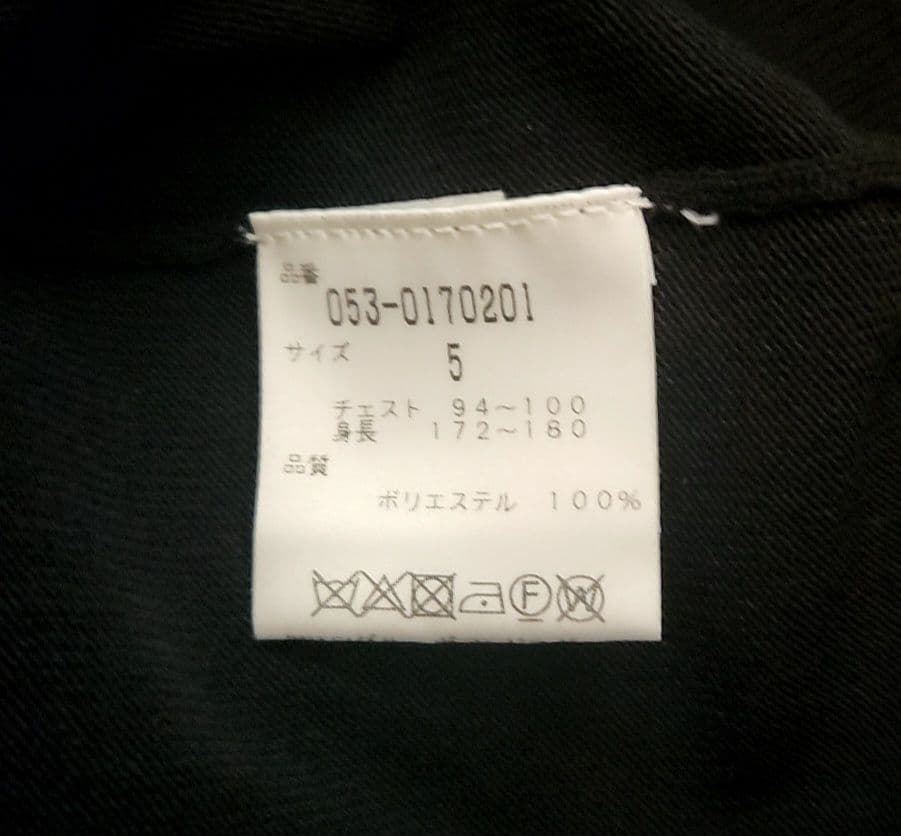 品番
053-0170201
サイズ 5
チェスト 94～100
身長 172～180
品質
ポリエステル 100%
F
W